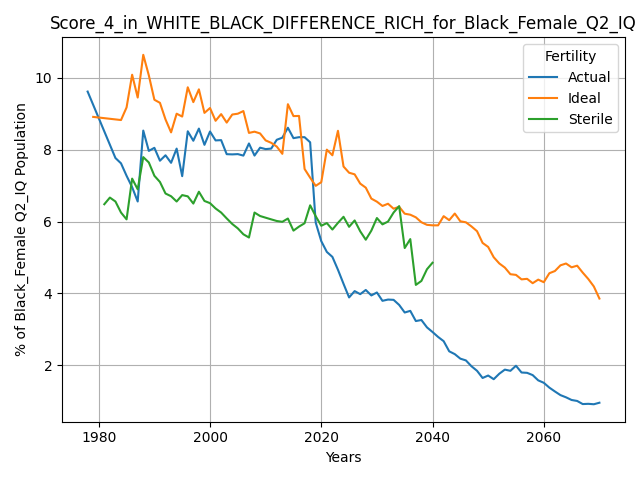 Score_4_in_WHITE_BLACK_DIFFERENCE_RICH_for_Black_Female_Q2_IQ
Fertility
Actual
Ideal
Sterile
% of Black_Female Q2_IQ Population
10
8
6
4
2
1980
2000
2020
2040
2060
Years